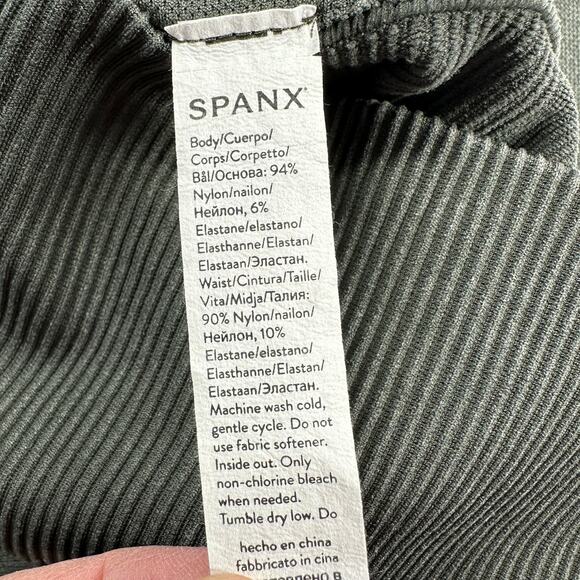 SPANX
Body/Cuerpo/
Corps/Corpetto/
Bål/Основа: 94%
Nylon/nailon/
Нейлон, 6%
Elastane/elastano/
Elasthanne/Elastan/
Elastaan/Эластан.
Waist/Cintura/Taille/
Vita/Midja/Талия:
90% Nylon/nailon/
Нейлон, 10%
Elastane/elastano/
Elasthanne/Elastan/
Elastaan/Эластан.
Machine wash cold,
gentle cycle. Do not
use fabric softener.
Inside out. Only
non-chlorine bleach
when needed.
Tumble dry low. Do
hecho en china
fabbricato in cina